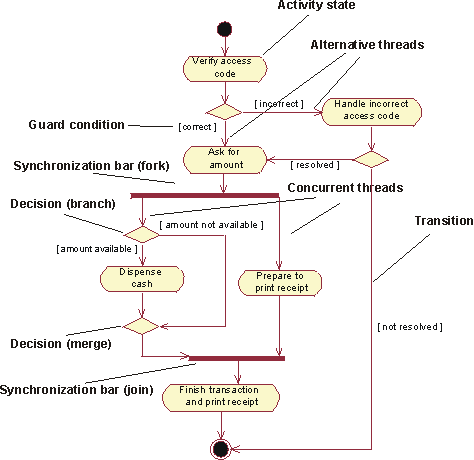 Activity state
Alternative threads
Verify access
code
[ incorrect ]
Handle incorrect
access code
Guard condition
[ correct ]
Ask for
amount
[ resolved ]
Synchronization bar (fork)
Concurrent threads
Decision (branch)
[ amount not available ]
Transition
[ amount available ]
Dispense
cash
Prepare to
print receipt
[ not resolved ]
Decision (merge)
Synchronization bar (join)
Finish transaction
and print receipt